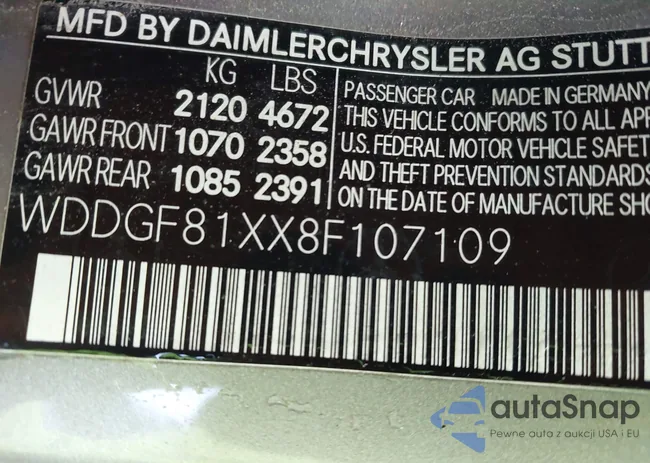 MFD BY DAIMLERCHRYSLER AG STUTT
KG LBS
GVWR 2120 4672
GAWR FRONT 1070 2358
GAWR REAR 1085 2391
PASSENGER CAR MADE IN GERMANY
THIS VEHICLE CONFORMS TO ALL APP
U.S. FEDERAL MOTOR VEHICLE SAFET
AND THEFT PREVENTION STANDARDS
ON THE DATE OF MANUFACTURE SHO
WDDGF81XX8F107109
autaSnap
Pewne auta z aukcji USA i EU